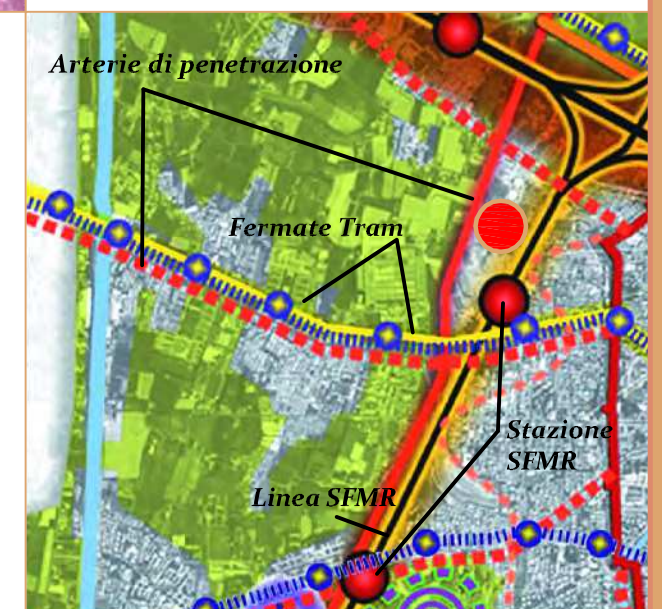 Arterie di penetrazione
Fermate Tram
Stazione
SFMR
Linea SFMR